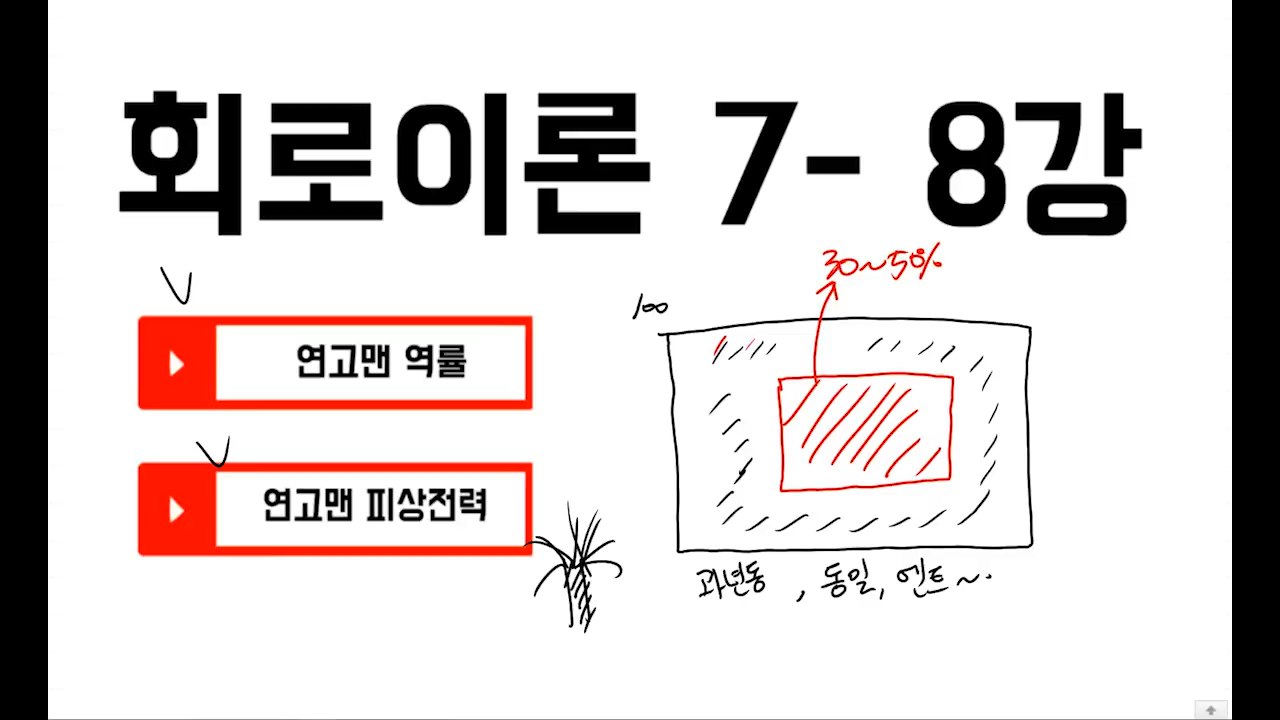 회로이론 7- 8강
30~50%
100
연고맨 역률
연고맨 피상전력
과년동 , 동일, 엔트~.